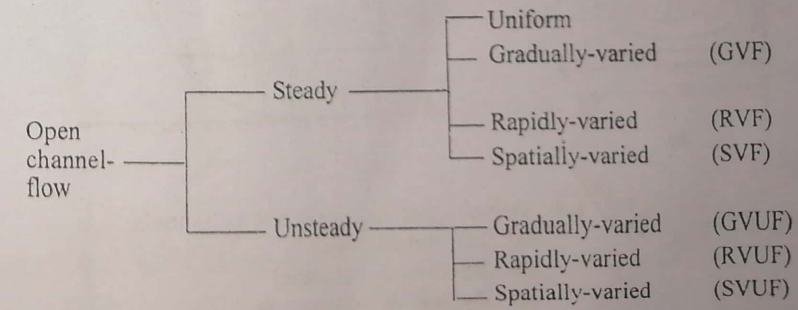 Uniform
Gradually-varied (GVF)
Steady
Rapidly-varied (RVF)
Open
channel-
flow
Spatially-varied (SVF)
Unsteady
Gradually-varied (GVUF)
Rapidly-varied (RVUF)
Spatially-varied (SVUF)